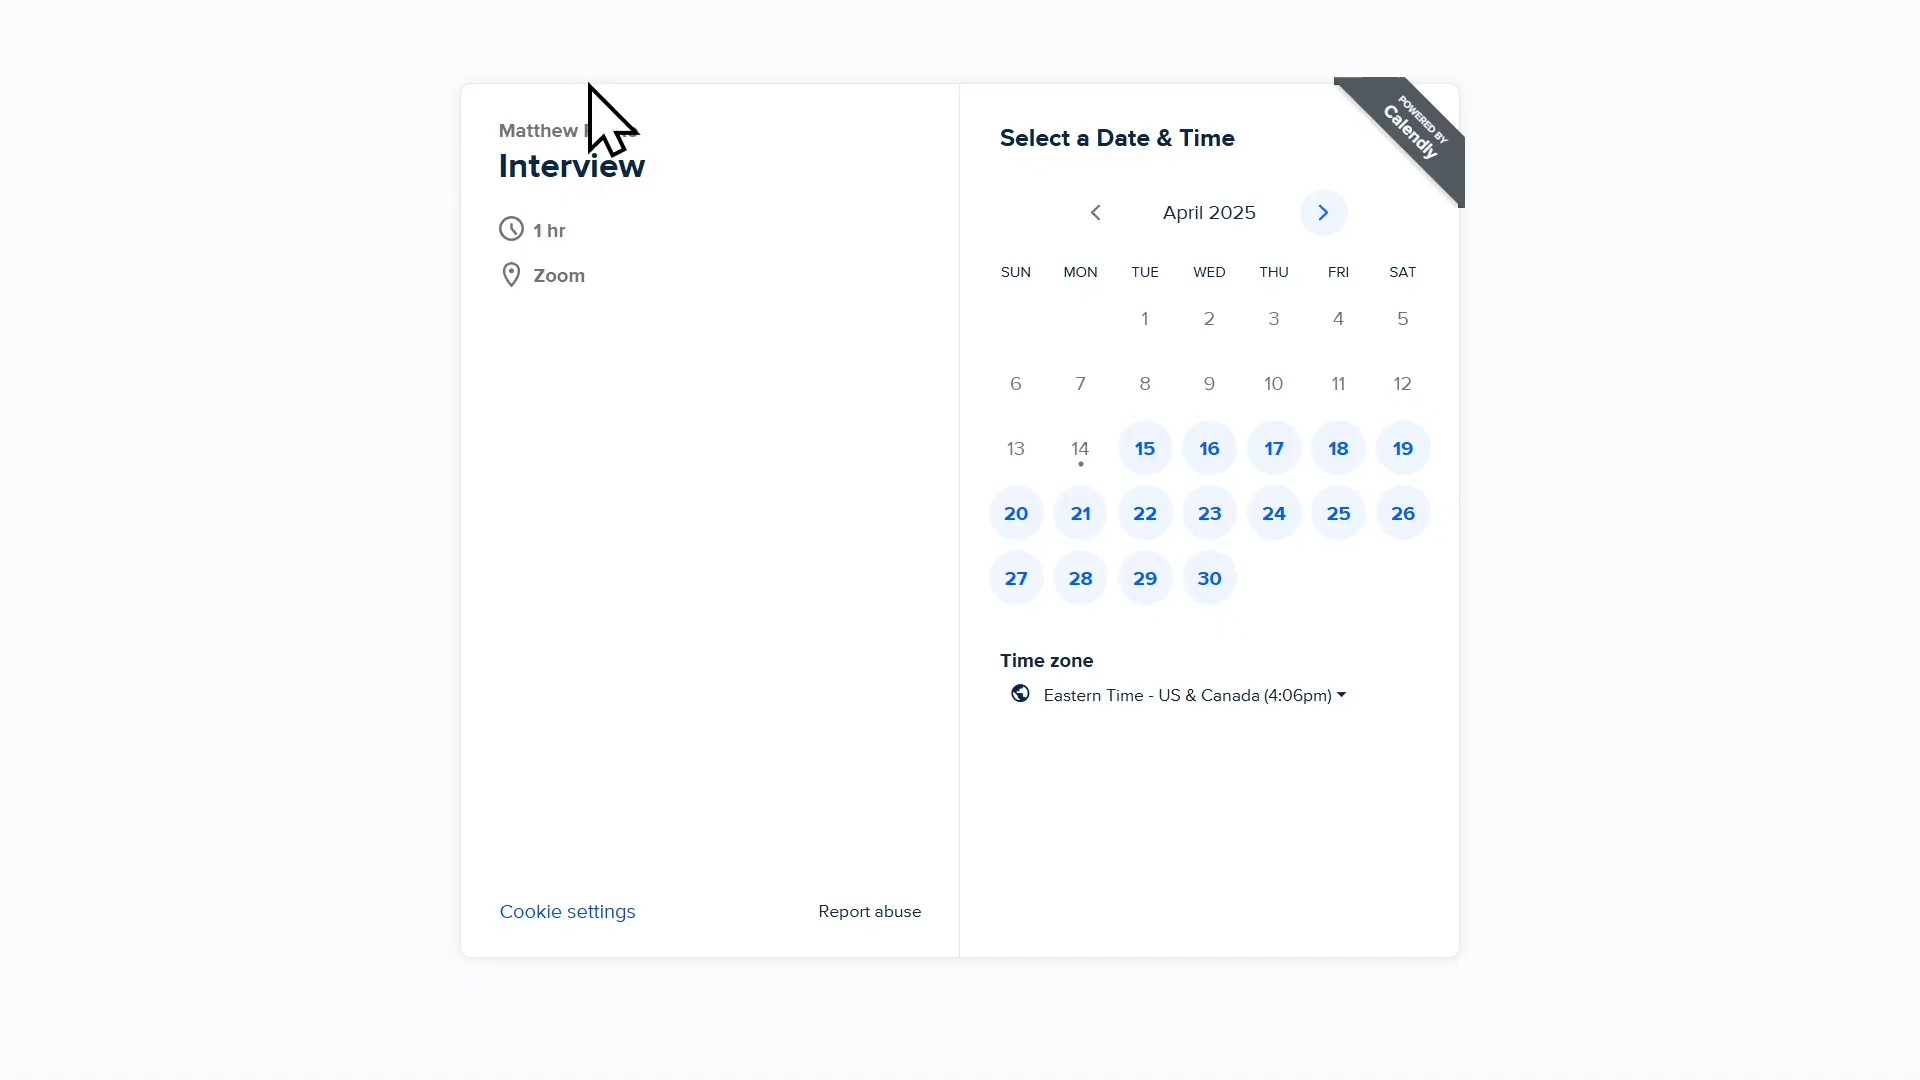 Matthew
Interview
1 hr
Zoom
Cookie settings
Report abuse
Select a Date & Time
POWERED BY
Calendly
April 2025
SUN MON TUE WED THU FRI SAT
1 2 3 4 5
6 7 8 9 10 11 12
13 14 15 16 17 18 19
20 21 22 23 24 25 26
27 28 29 30
Time zone
Eastern Time - US & Canada (4:06pm)